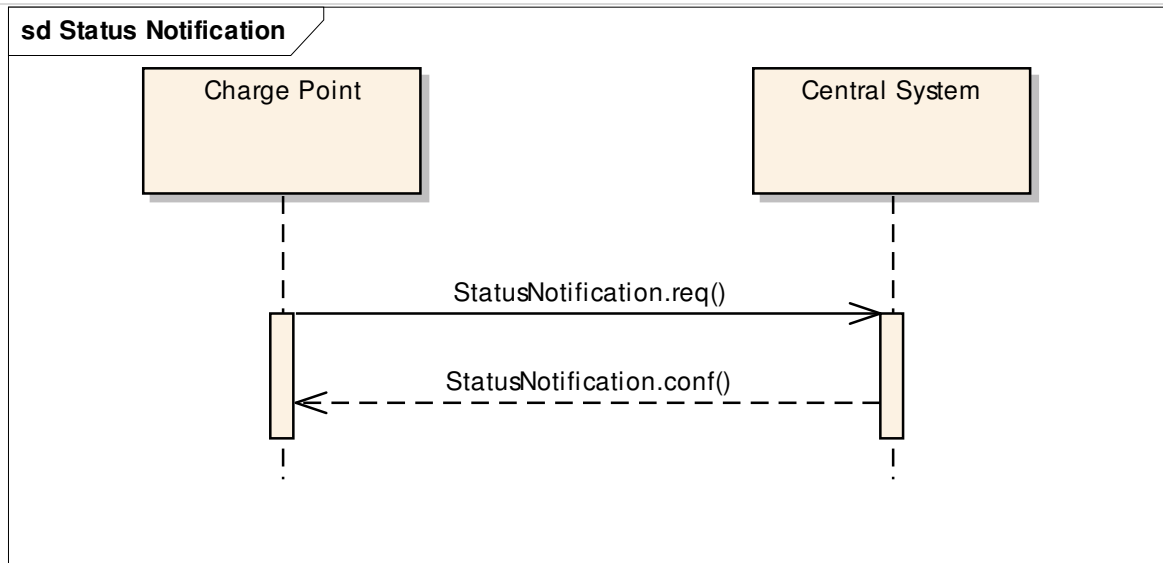 sd Status Notification
Charge Point
Central System
StatusNotification.req()
StatusNotification.conf()